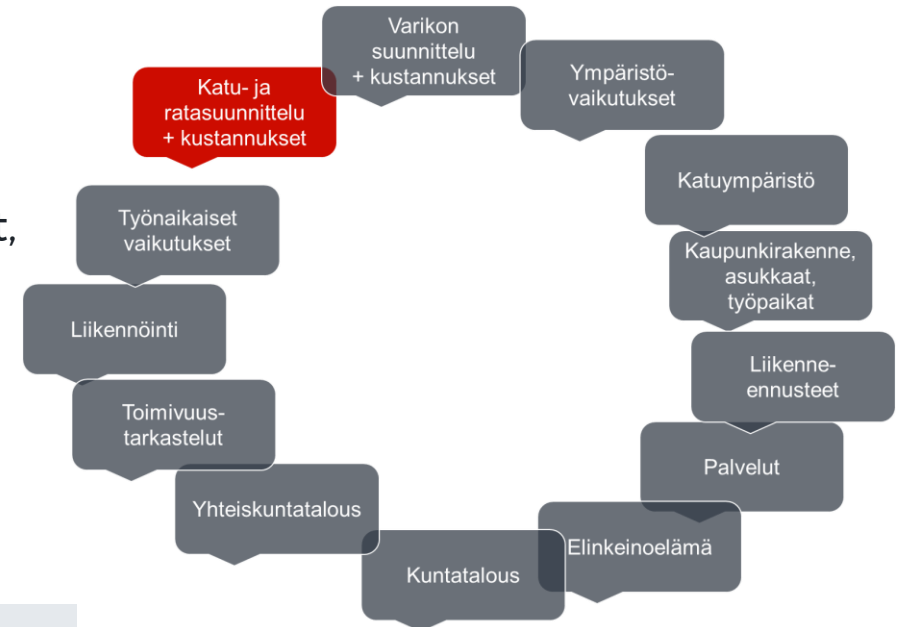 Varikon
suunnittelu
+ kustannukset
Ympäristö-
vaikutukset
Katu- ja
ratasuunnittelu
+ kustannukset
Katuympäristö
Työnaikaiset
vaikutukset
t,
Kaupunkirakenne,
asukkaat,
työpaikat
Liikennöinti
Liikenne-
ennusteet
Toimivuus-
tarkastelut
Palvelut
Yhteiskuntatalous
Elinkeinoelämä
Kuntatalous